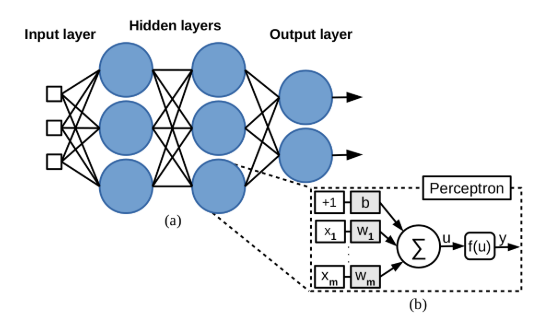 Hidden layers
Input layer
Output layer
(a)
Perceptron
+1 b
x1 w1
∑ u f(u) y
xm wm
(b)